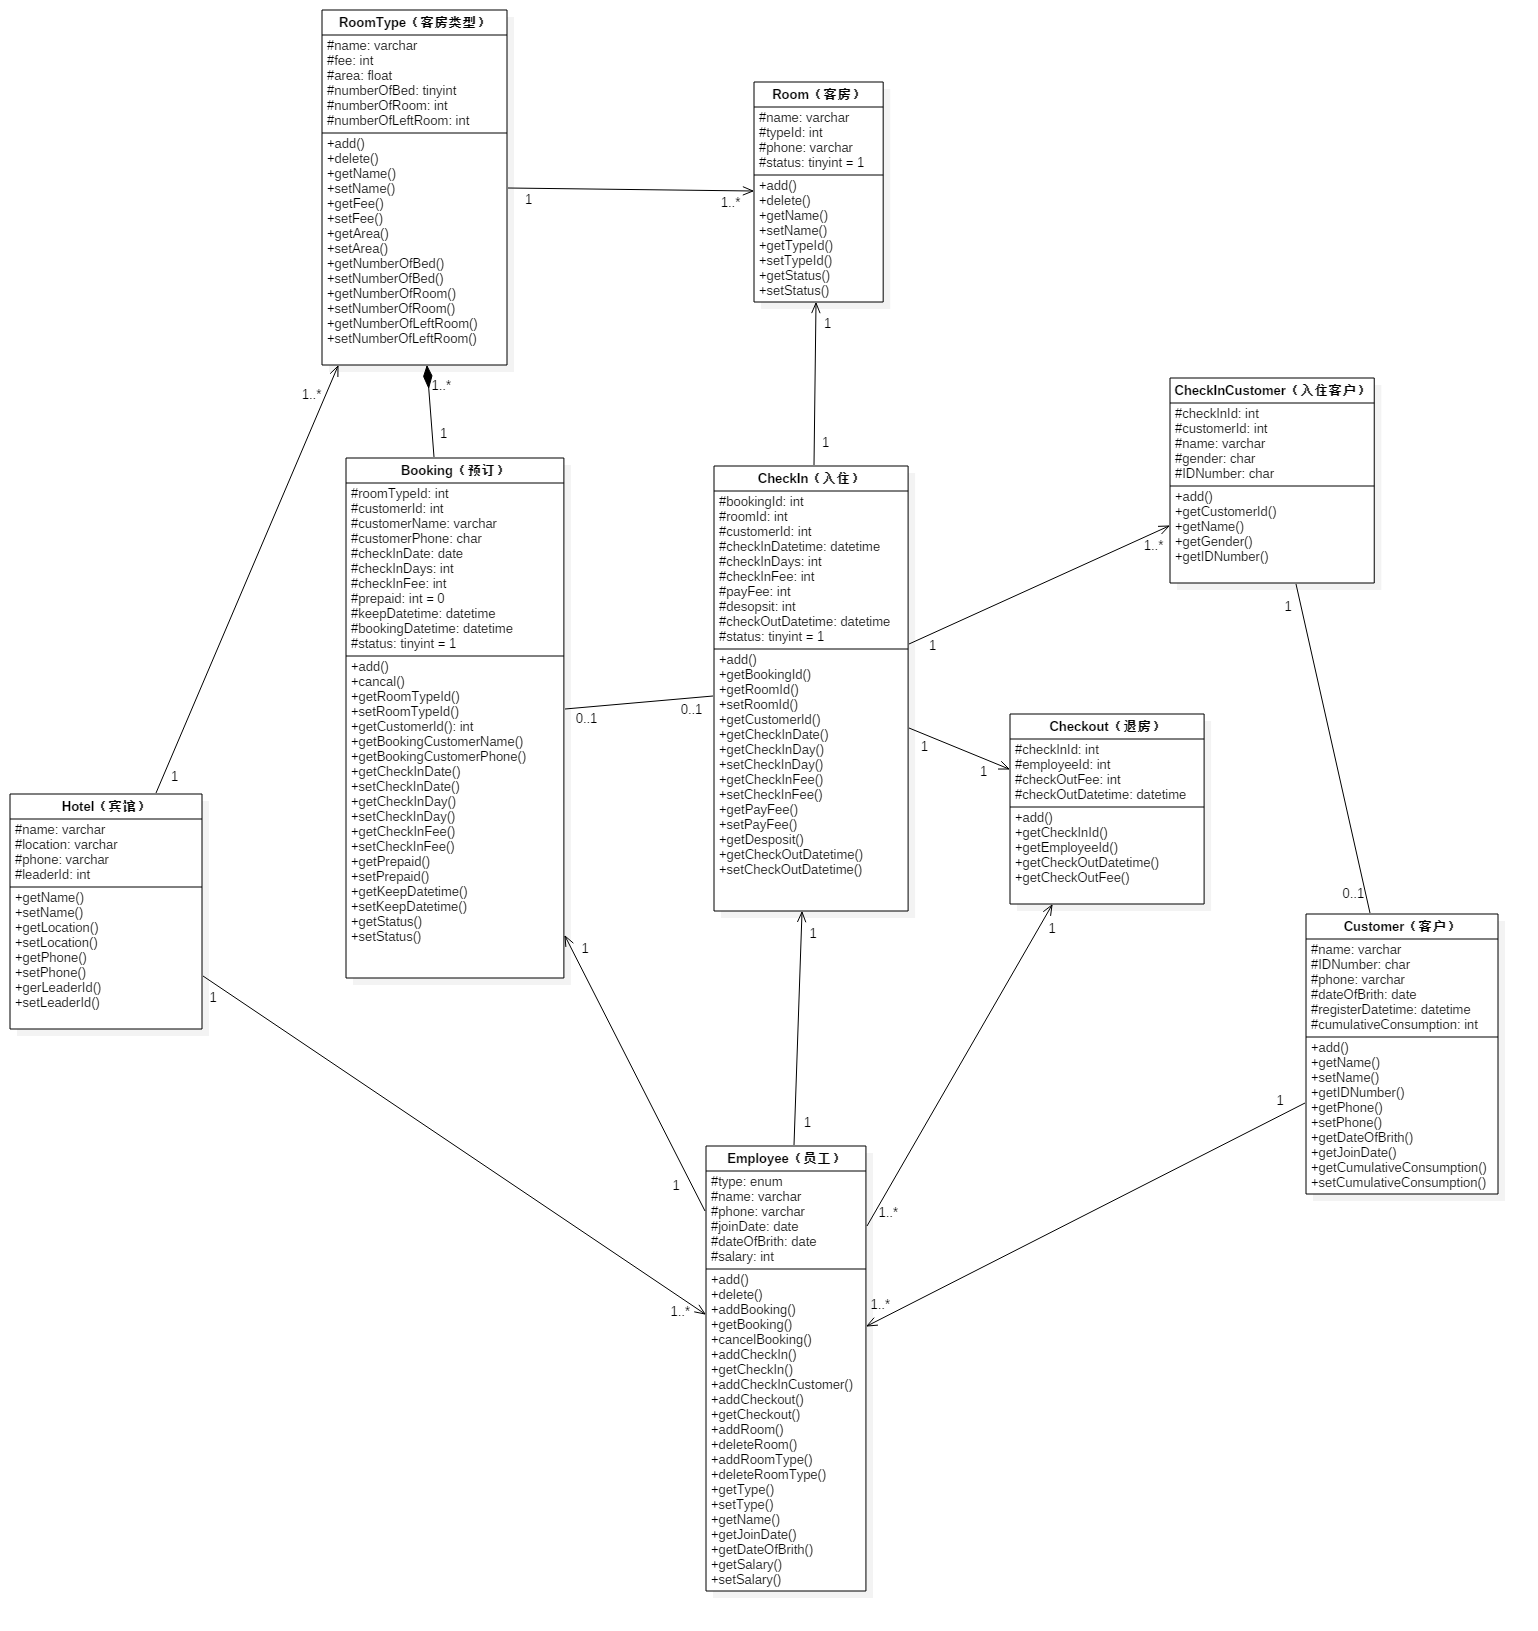 RoomType（客房类型）
#name: varchar
#fee: int
#area: float
#numberOfBed: tinyint
#numberOfRoom: int
#numberOfLeftRoom: int
+add()
+delete()
+getName()
+setName()
+getFee()
+setFee()
+getArea()
+setArea()
+getNumberOfBed()
+setNumberOfBed()
+getNumberOfRoom()
+setNumberOfRoom()
+getNumberOfLeftRoom()
+setNumberOfLeftRoom()
1
1..*
Room（客房）
#name: varchar
#typeId: int
#phone: varchar
#status: tinyint = 1
+add()
+delete()
+getName()
+setName()
+getTypeId()
+setTypeId()
+getStatus()
+setStatus()
1
1
1..*
1..*
1
1
Booking（预订）
#roomTypeId: int
#customerId: int
#customerName: varchar
#customerPhone: char
#checkInDate: date
#checkInDays: int
#checkInFee: int
#prepaid: int = 0
#keepDatetime: datetime
#bookingDatetime: datetime
#status: tinyint = 1
+add()
+cancal()
+getRoomTypeId()
+setRoomTypeId()
+getCustomerId(): int
+getBookingCustomerName()
+getBookingCustomerPhone()
+getCheckInDate()
+setCheckInDate()
+getCheckInDay()
+setCheckInDay()
+getCheckInFee()
+setCheckInFee()
+getPrepaid()
+setPrepaid()
+getKeepDatetime()
+setKeepDatetime()
+getStatus()
+setStatus()
0..1
0..1
CheckIn（入住）
#bookingId: int
#roomId: int
#customerId: int
#checkInDatetime: datetime
#checkInDays: int
#checkInFee: int
#payFee: int
#desopsit: int
#checkOutDatetime: datetime
#status: tinyint = 1
+add()
+getBookingId()
+getRoomId()
+setRoomId()
+getCustomerId()
+getCheckInDate()
+getCheckInDay()
+setCheckInDay()
+getCheckInFee()
+setCheckInFee()
+getPayFee()
+setPayFee()
+getDesposit()
+getCheckOutDatetime()
+setCheckOutDatetime()
1
1..*
1
1
CheckInCustomer（入住客户）
#checkInId: int
#customerId: int
#name: varchar
#gender: char
#IDNumber: char
+add()
+getCustomerId()
+getName()
+getGender()
+getIDNumber()
1
0..1
Checkout（退房）
#checkInId: int
#employeeId: int
#checkOutFee: int
#checkOutDatetime: datetime
+add()
+getCheckInId()
+getEmployeeId()
+getCheckOutDatetime()
+getCheckOutFee()
Hotel（宾馆）
#name: varchar
#location: varchar
#phone: varchar
#leaderId: int
+getName()
+setName()
+getLocation()
+setLocation()
+getPhone()
+setPhone()
+gerLeaderId()
+setLeaderId()
1
1..*
1
1
1
1
1
1..*
Customer（客户）
#name: varchar
#IDNumber: char
#phone: varchar
#dateOfBrith: date
#registerDatetime: datetime
#cumulativeConsumption: int
+add()
+getName()
+setName()
+getIDNumber()
+getPhone()
+setPhone()
+getDateOfBrith()
+getJoinDate()
+getCumulativeConsumption()
+setCumulativeConsumption()
1
1..*
Employee（员工）
#type: enum
#name: varchar
#phone: varchar
#joinDate: date
#dateOfBrith: date
#salary: int
+add()
+delete()
+addBooking()
+getBooking()
+cancelBooking()
+addCheckIn()
+getCheckIn()
+addCheckInCustomer()
+addCheckout()
+getCheckout()
+addRoom()
+deleteRoom()
+addRoomType()
+deleteRoomType()
+getType()
+setType()
+getName()
+getJoinDate()
+getDateOfBrith()
+getSalary()
+setSalary()